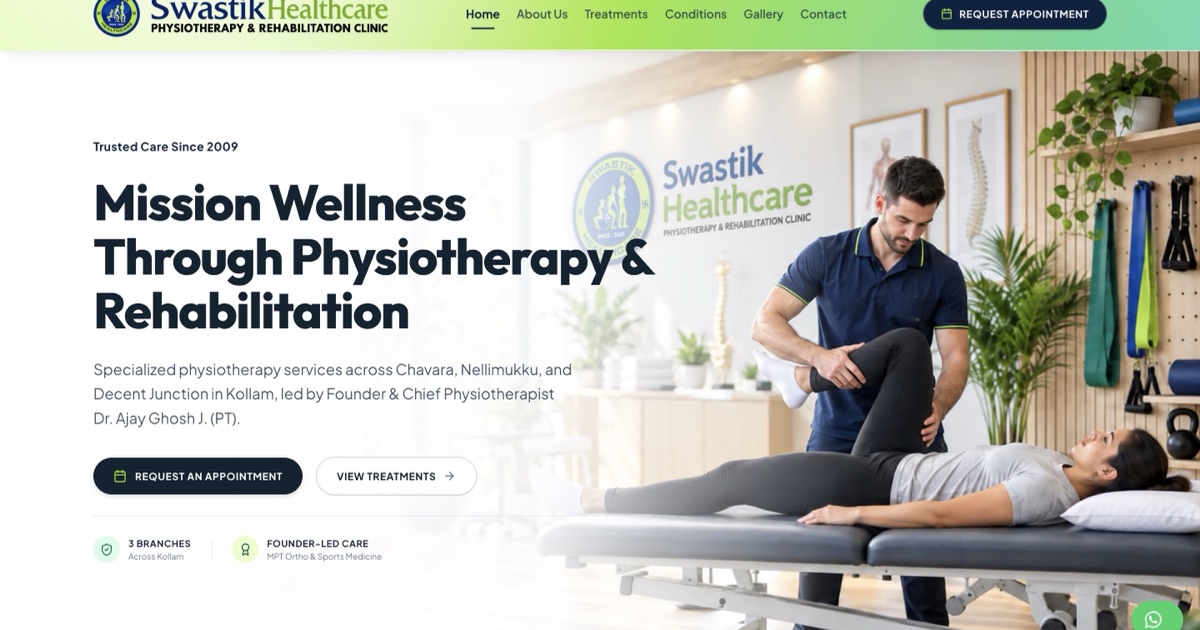 Swastik Healthcare
PHYSIOTHERAPY & REHABILITATION CLINIC
Home
About Us
Treatments
Conditions
Gallery
Contact
REQUEST APPOINTMENT
Trusted Care Since 2009
Mission Wellness
Through Physiotherapy &
Rehabilitation
Specialized physiotherapy services across Chavara, Nellimukku, and
Decent Junction in Kollam, led by Founder & Chief Physiotherapist
Dr. Ajay Ghosh J. (PT).
REQUEST AN APPOINTMENT
VIEW TREATMENTS
3 BRANCHES
Across Kollam
FOUNDER-LED CARE
MPT Ortho & Sports Medicine
SWASTIK
Swastik
Healthcare
PHYSIOTHERAPY & REHABILITATION CLINIC